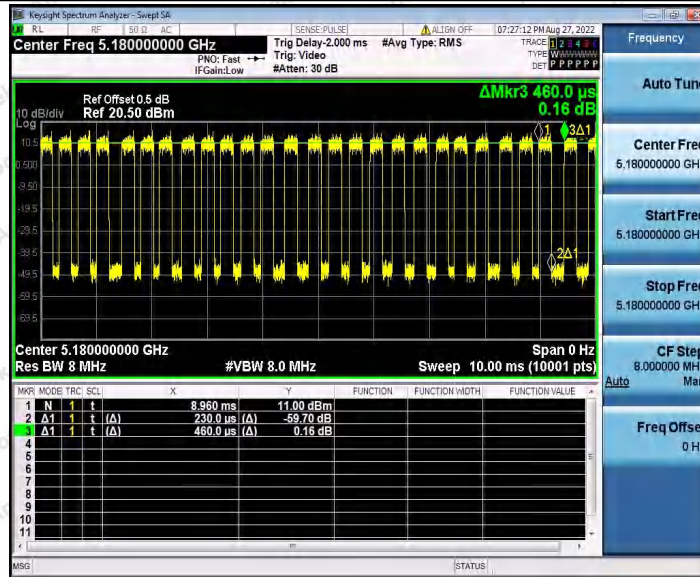 Keysight Spectrum Analyzer - Swept SA
RL RF 50 Ω AC SENSE:PULSE ALIGN OFF 07:27:12 PM Aug 27, 2022
Center Freq 5.180000000 GHz
PNO: Fast
IFGain:Low
Trig Delay-2.000 ms
Trig: Video
#Atten: 30 dB
#Avg Type: RMS
TRACE 1 2 3 4 5 6
TYPE
DET P P P P P P
ΔMkr3 460.0 µs
0.16 dB
Ref Offset 0.5 dB
10 dB/div Ref 20.50 dBm
Log
10.5
0.500
-9.50
-19.5
-29.5
-39.5
-49.5
-59.5
-69.5
1 3Δ1
2Δ1
Center 5.180000000 GHz Span 0 Hz
Res BW 8 MHz #VBW 8.0 MHz Sweep 10.00 ms (10001 pts)
MKR MODE TRC SCL X Y FUNCTION FUNCTION WIDTH FUNCTION VALUE
1 N 1 t 8.960 ms 11.00 dBm
2 Δ1 1 t (Δ) 230.0 µs (Δ) -59.70 dB
3 Δ1 1 t (Δ) 460.0 µs (Δ) 0.16 dB
4
5
6
7
8
9
10
11
MSG STATUS
Frequency
Auto Tune
Center Freq
5.180000000 GH
Start Freq
5.180000000 GH
Stop Freq
5.180000000 GH
CF Step
8.000000 MH
Auto Ma
Freq Offse
0 H